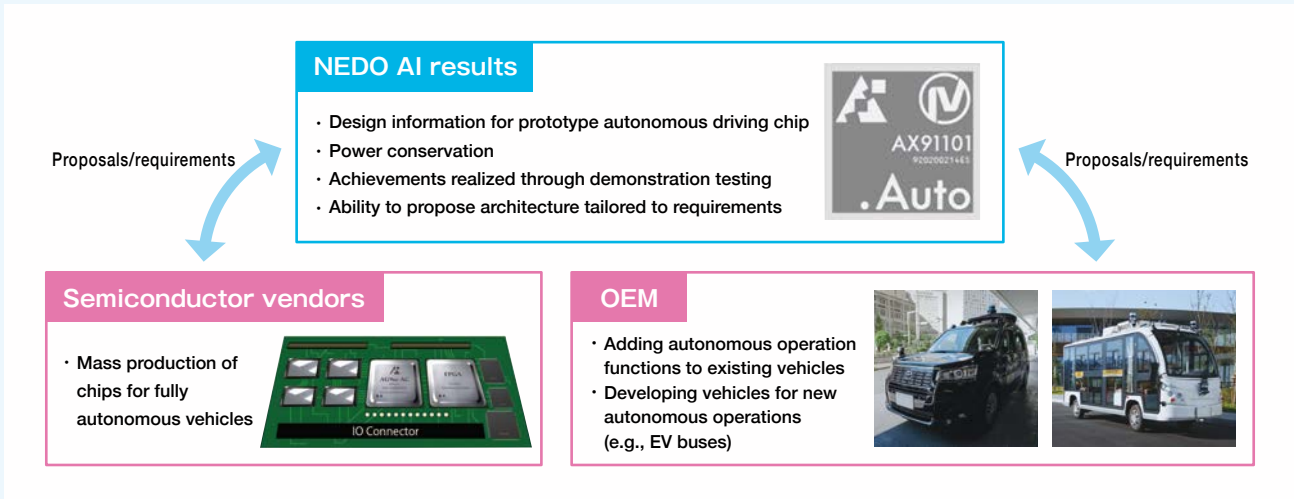 NEDO AI results
· Design information for prototype autonomous driving chip
· Power conservation
· Achievements realized through demonstration testing
· Ability to propose architecture tailored to requirements
AX91101
.Auto
Proposals/requirements
Proposals/requirements
Semiconductor vendors
· Mass production of
chips for fully
autonomous vehicles
FPGA
IO Connector
OEM
· Adding autonomous operation
functions to existing vehicles
· Developing vehicles for new
autonomous operations
(e.g., EV buses)